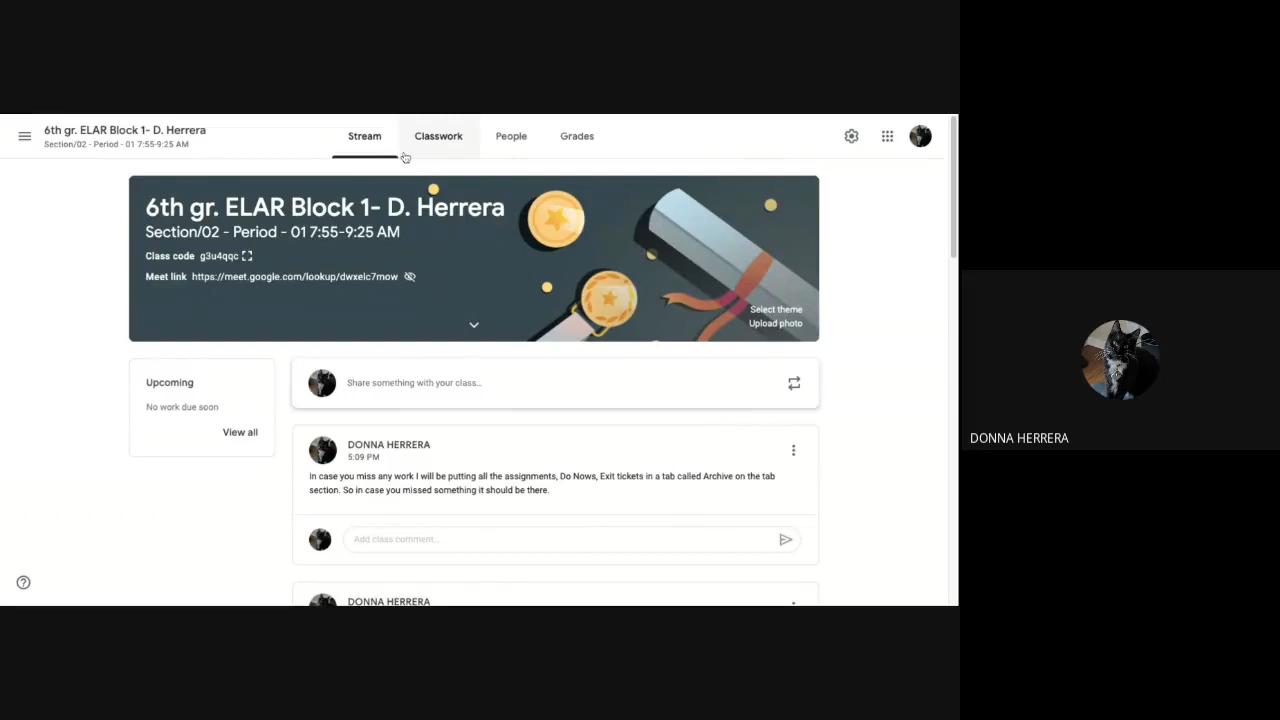 6th gr. ELAR Block 1- D. Herrera
Section/02 - Period - 01 7:55-9:25 AM
Stream
Classwork
People
Grades
6th gr. ELAR Block 1- D. Herrera
Section/02 - Period - 01 7:55-9:25 AM
Class code g3u4qqc
Meet link https://meet.google.com/lookup/dwxelc7mow
Select theme
Upload photo
Upcoming
No work due soon
View all
Share something with your class...
DONNA HERRERA
5:09 PM
In case you miss any work I will be putting all the assignments, Do Nows, Exit tickets in a tab called Archive on the tab
section. So in case you missed something it should be there.
Add class comment...
DONNA HERRERA
DONNA HERRERA